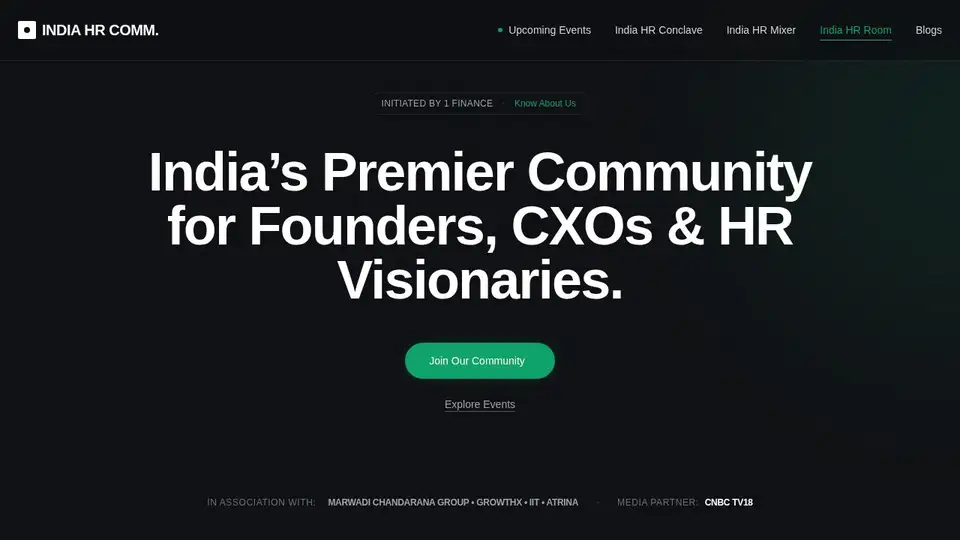 INDIA HR COMM.
Upcoming Events
India HR Conclave
India HR Mixer
India HR Room
Blogs
INITIATED BY 1 FINANCE · Know About Us
India’s Premier Community
for Founders, CXOs & HR
Visionaries.
Join Our Community
Explore Events
IN ASSOCIATION WITH: MARWADI CHANDARANA GROUP • GROWTHX • IIT • ATRINA · MEDIA PARTNER: CNBC TV18